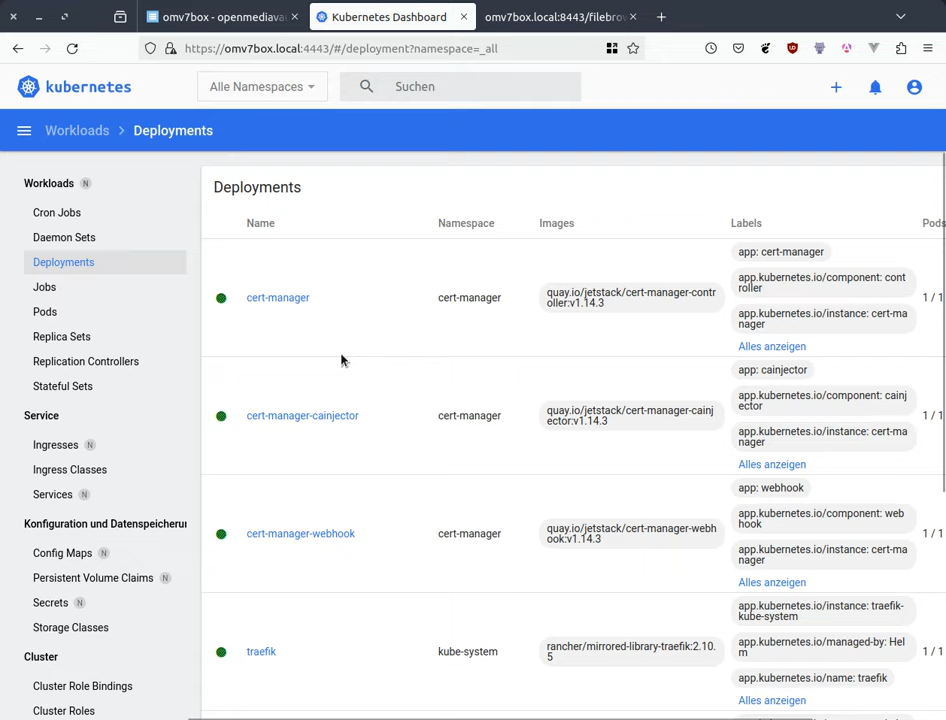 omv7box - openmediavau
Kubernetes Dashboard
omv7box.local:8443/filebrow
https://omv7box.local:4443/#/deployment?namespace=_all
kubernetes
Alle Namespaces
Suchen
Workloads
Deployments
Workloads N
Cron Jobs
Daemon Sets
Deployments
Jobs
Pods
Replica Sets
Replication Controllers
Stateful Sets
Service
Ingresses N
Ingress Classes
Services N
Konfiguration und Datenspeicherun
Config Maps N
Persistent Volume Claims N
Secrets N
Storage Classes
Cluster
Cluster Role Bindings
Cluster Roles
Deployments
Name Namespace Images Labels Pods
cert-manager
cert-manager
quay.io/jetstack/cert-manager-contr
oller:v1.14.3
app: cert-manager
app.kubernetes.io/component: cont
roller
app.kubernetes.io/instance: cert-ma
nager
Alles anzeigen
1 / 1
cert-manager-cainjector
cert-manager
quay.io/jetstack/cert-manager-cainj
ector:v1.14.3
app: cainjector
app.kubernetes.io/component: cainj
ector
app.kubernetes.io/instance: cert-ma
nager
Alles anzeigen
1 / 1
cert-manager-webhook
cert-manager
quay.io/jetstack/cert-manager-webh
ook:v1.14.3
app: webhook
app.kubernetes.io/component: web
hook
app.kubernetes.io/instance: cert-ma
nager
Alles anzeigen
1 / 1
traefik
kube-system
rancher/mirrored-library-traefik:2.10.
5
app.kubernetes.io/instance: traefik-
kube-system
app.kubernetes.io/managed-by: Hel
m
app.kubernetes.io/name: traefik
Alles anzeigen
1 / 1